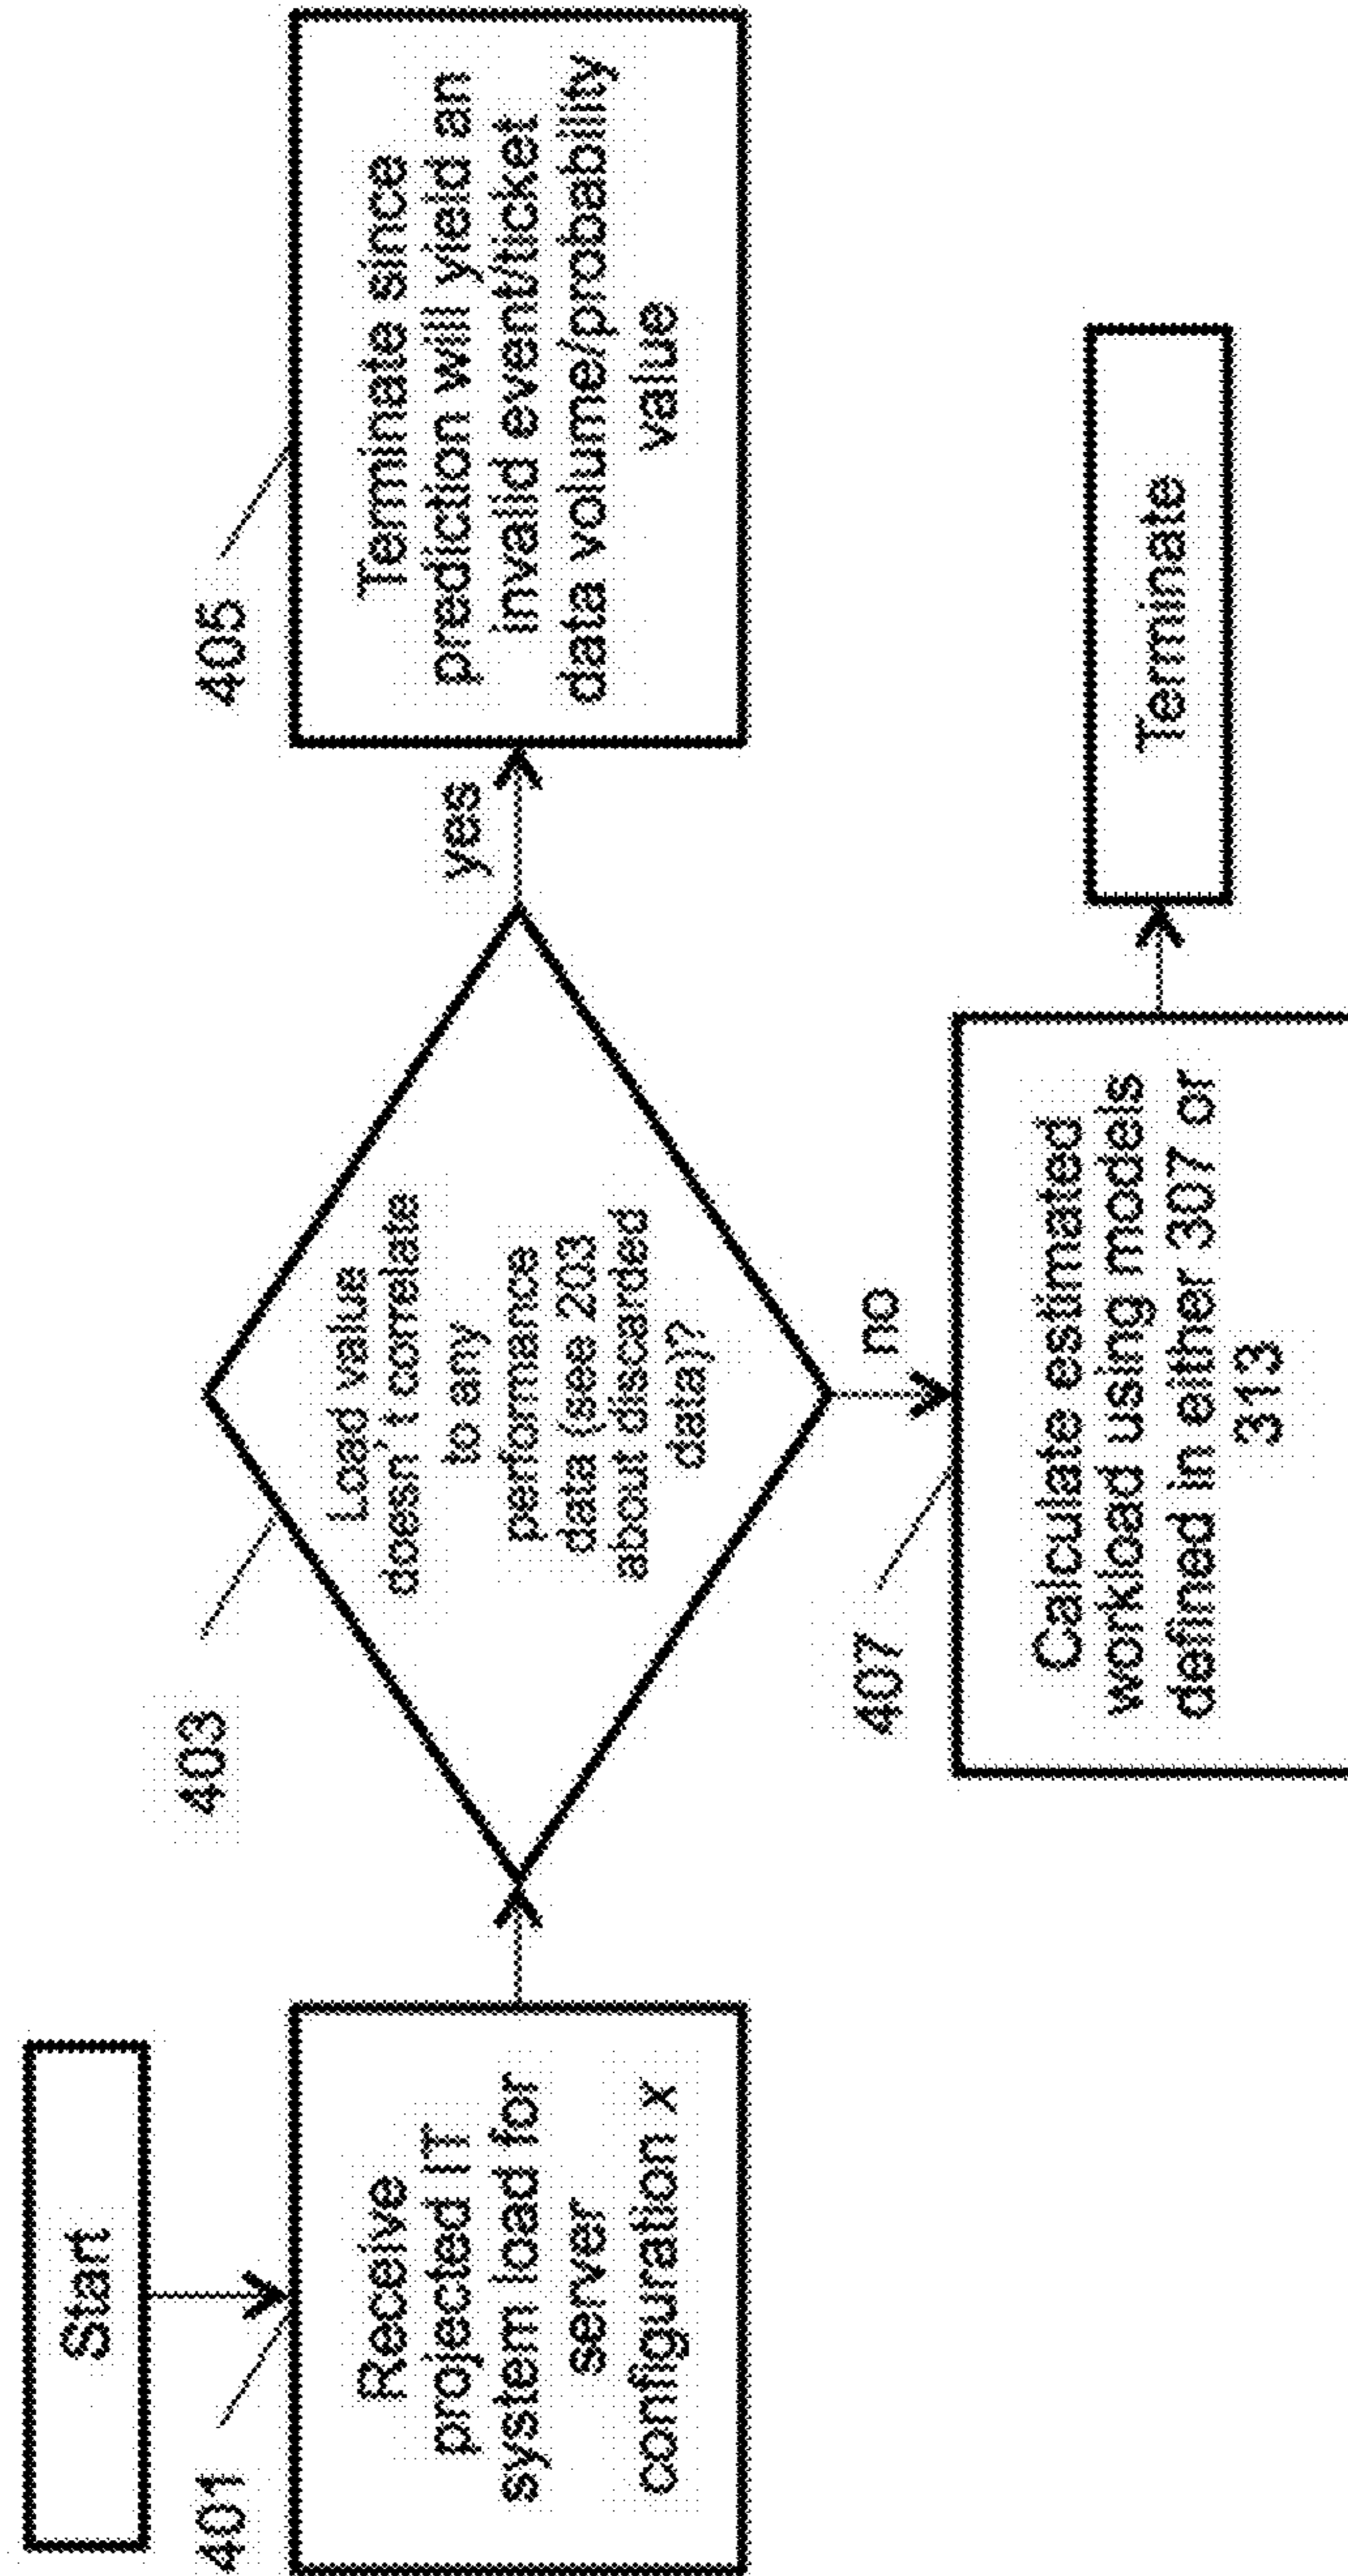 Start
401
Receive
projected IT
system load for
server
configuration x
403
Load value
doesn't correlate
to any
performance
data (see 203
about discarded
data)?
yes
405
Terminate since
prediction will yield an
invalid event/ticket
data volume/probability
value
no
407
Calculate estimated
workload using models
defined in either 307 or
313
Terminate